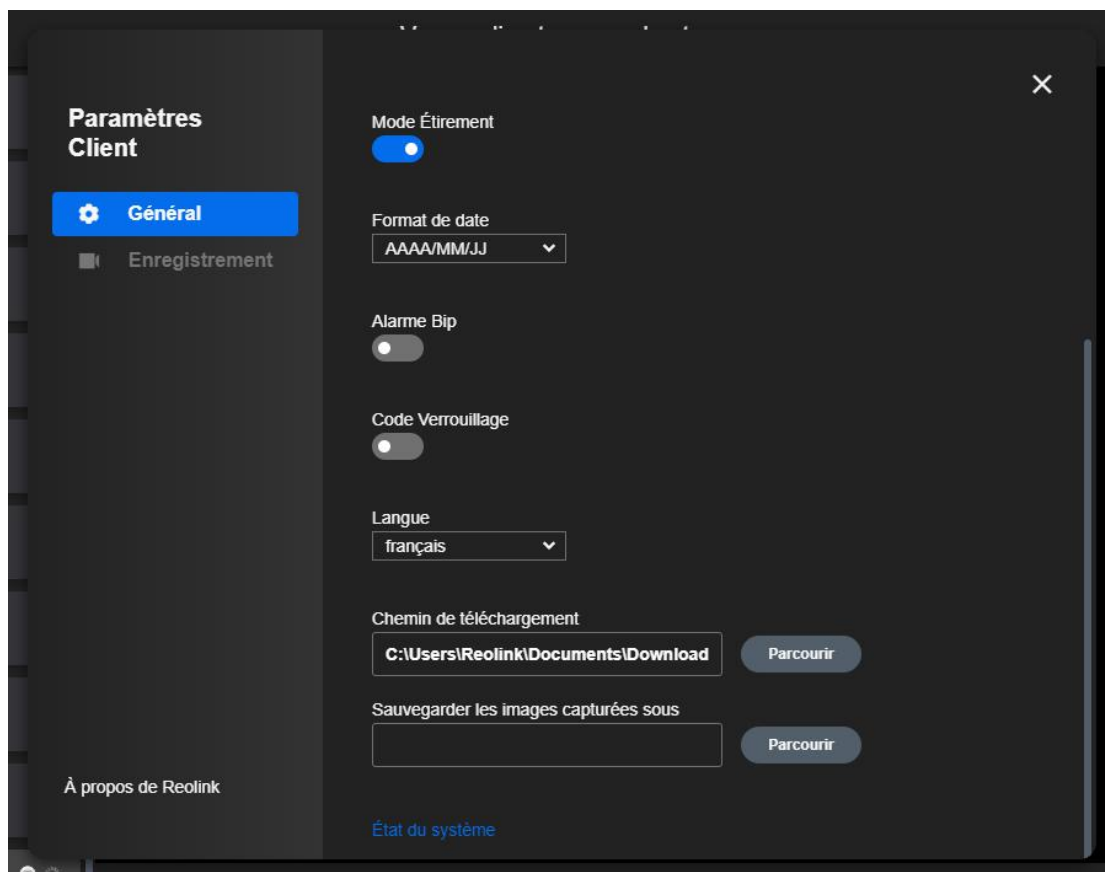 Paramètres
Client
Général
Enregistrement
À propos de Reolink
Mode Étirement
Format de date
AAAA/MM/JJ
Alarme Bip
Code Verrouillage
Langue
français
Chemin de téléchargement
C:\Users\Reolink\Documents\Download
Parcourir
Sauvegarder les images capturées sous
Parcourir
État du système